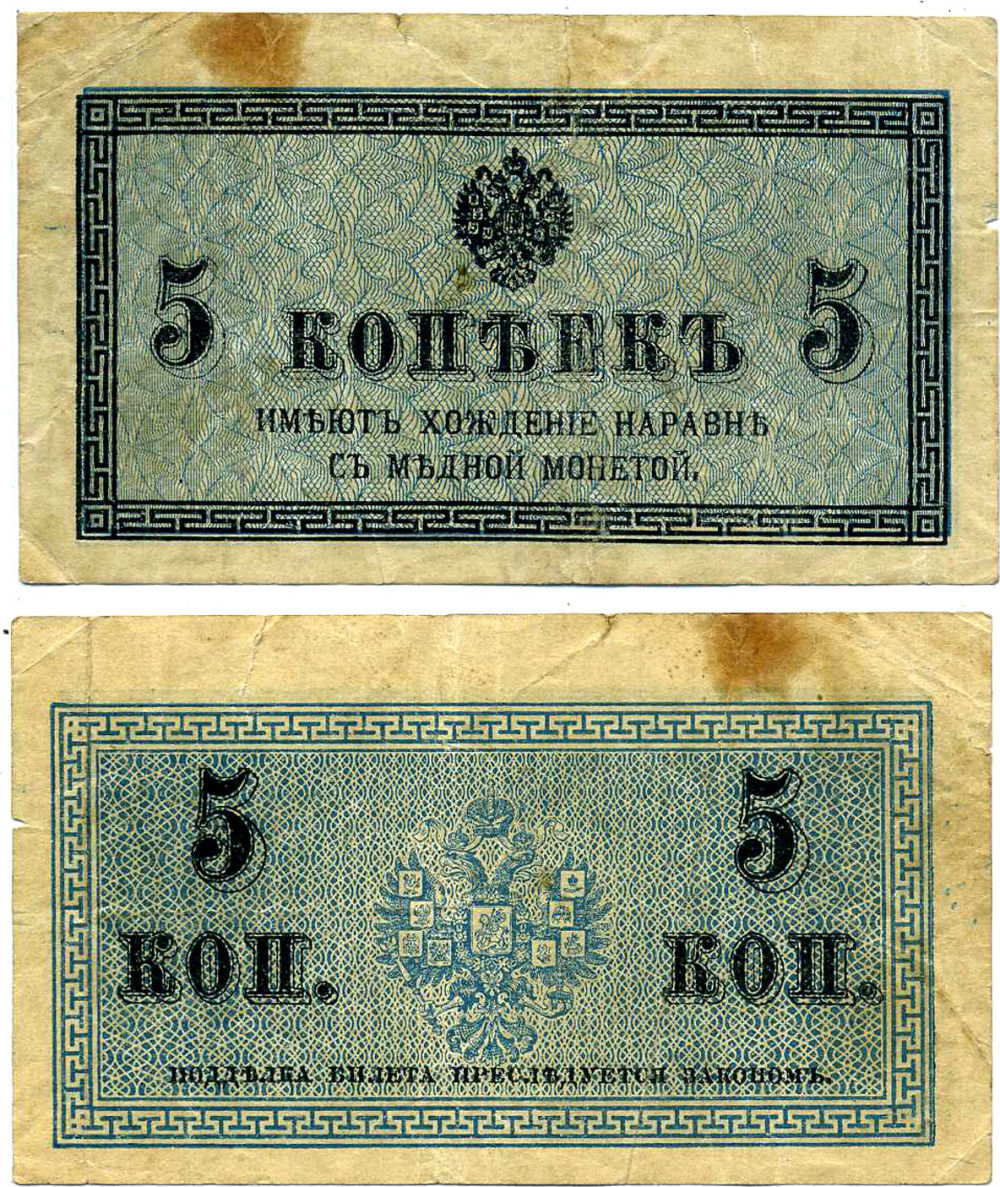 5 КОПѢЕКЪ 5
ИМѢЮТЪ ХОЖДЕНІЕ НАРАВНѢ
СЪ МѢДНОЙ МОНЕТОЙ.
5 5
КОП. КОП.
ПОДДѢЛКА БИЛЕТА ПРЕСЛѢДУЕТСЯ ЗАКОНОМЪ.